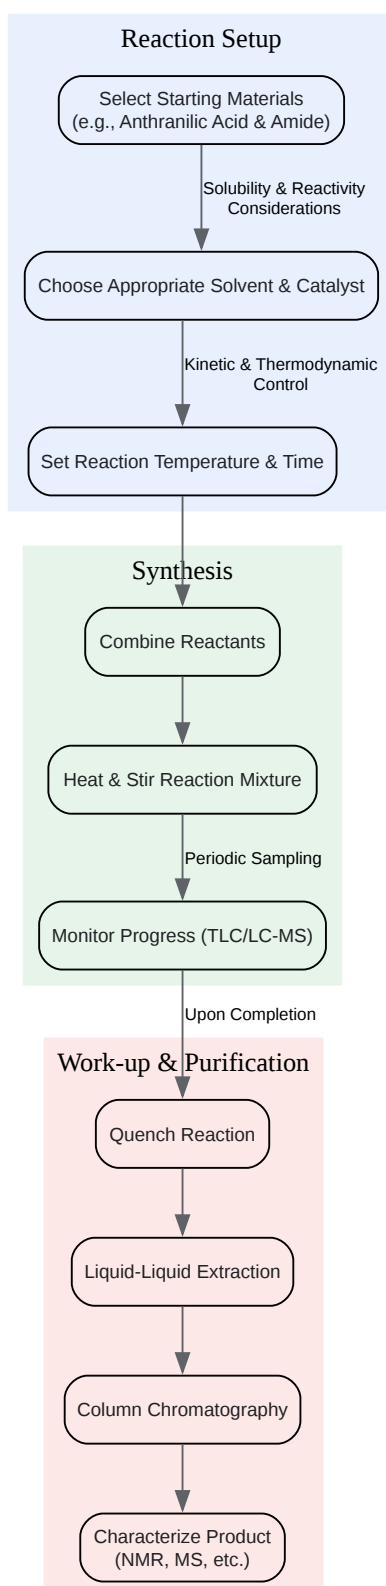 Reaction Setup
Select Starting Materials
(e.g., Anthranilic Acid & Amide)
Solubility & Reactivity
Considerations
Choose Appropriate Solvent & Catalyst
Kinetic & Thermodynamic
Control
Set Reaction Temperature & Time
Synthesis
Combine Reactants
Heat & Stir Reaction Mixture
Periodic Sampling
Monitor Progress (TLC/LC-MS)
Upon Completion
Work-up & Purification
Quench Reaction
Liquid-Liquid Extraction
Column Chromatography
Characterize Product
(NMR, MS, etc.)